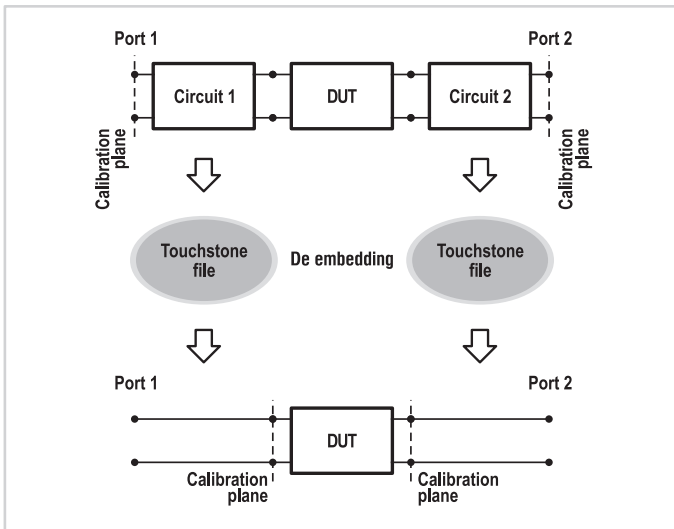 Port 1
Port 2
Circuit 1
DUT
Circuit 2
Calibration
plane
Calibration
plane
Touchstone
file
De embedding
Touchstone
file
Port 1
Port 2
DUT
Calibration
plane
Calibration
plane